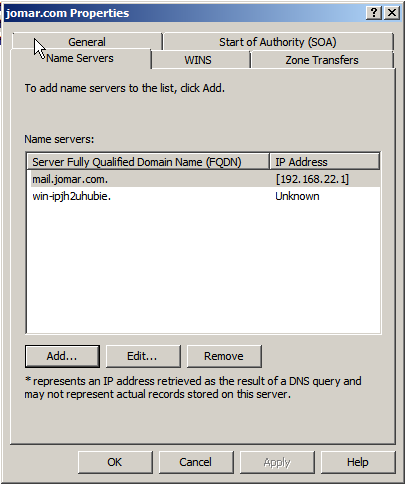 jomar.com Properties
General
Start of Authority (SOA)
Name Servers
WINS
Zone Transfers
To add name servers to the list, click Add.
Name servers:
Server Fully Qualified Domain Name (FQDN) IP Address
mail.jomar.com. [192.168.22.1]
win-ipjh2uhubie. Unknown
Add... Edit... Remove
* represents an IP address retrieved as the result of a DNS query and
may not represent actual records stored on this server.
OK Cancel Apply Help